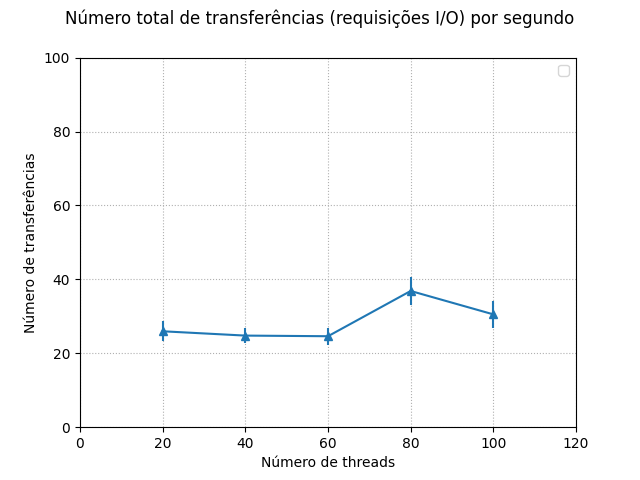 Número total de transferências (requisições I/O) por segundo
100
80
60
40
20
0
Número de transferências
0 20 40 60 80 100 120
Número de threads